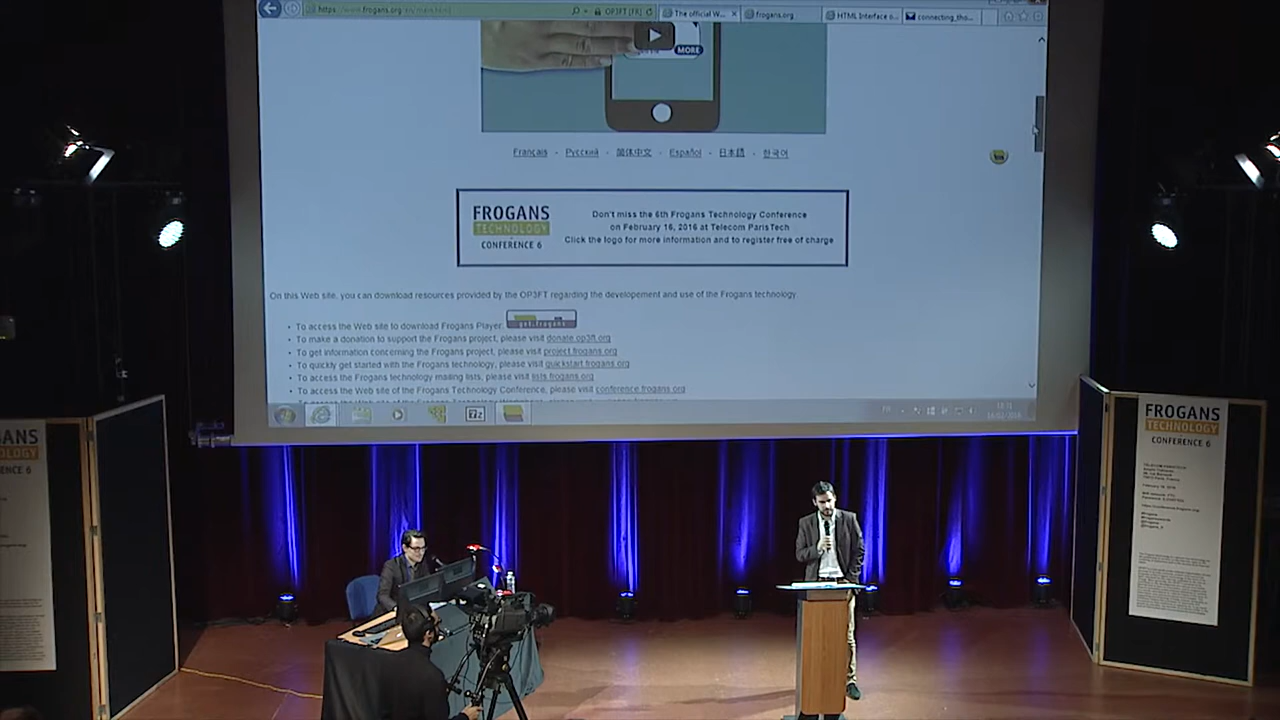 https://www.frogans.org/en/main.html
OP3FT [FR]
The official W...
frogans.org
HTML Interface 6...
connecting_tho...
MORE
Français - Русский - 简体中文 - Español - 日本語 - 한국어
FROGANS
TECHNOLOGY
CONFERENCE 6
Don't miss the 6th Frogans Technology Conference
on February 16, 2016 at Telecom ParisTech
Click the logo for more information and to register free of charge
On this Web site, you can download resources provided by the OP3FT regarding the developement and use of the Frogans technology.
• To access the Web site to download Frogans Player: get.frogans
• To make a donation to support the Frogans project, please visit donate.op3ft.org
• To get information concerning the Frogans project, please visit project.frogans.org
• To quickly get started with the Frogans technology, please visit quickstart.frogans.org
• To access the Frogans technology mailing lists, please visit lists.frogans.org
• To access the Web site of the Frogans Technology Conference, please visit conference.frogans.org
7z
GANS
OLOGY
ENCE 6
FROGANS
TECHNOLOGY
CONFERENCE 6